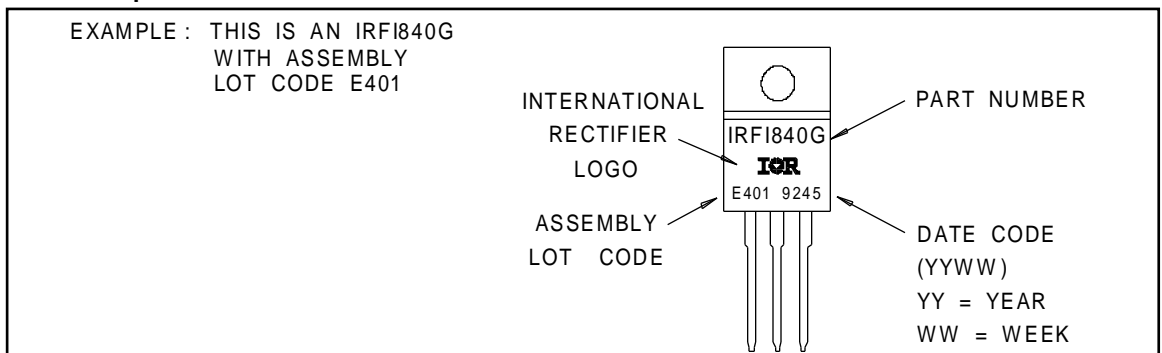 EXAMPLE : THIS IS AN IRFI840G
WITH ASSEMBLY
LOT CODE E401
INTERNATIONAL
RECTIFIER
LOGO
PART NUMBER
IRFI840G
IOR
E401 9245
ASSEMBLY
LOT CODE
DATE CODE
(YYWW)
YY = YEAR
WW = WEEK